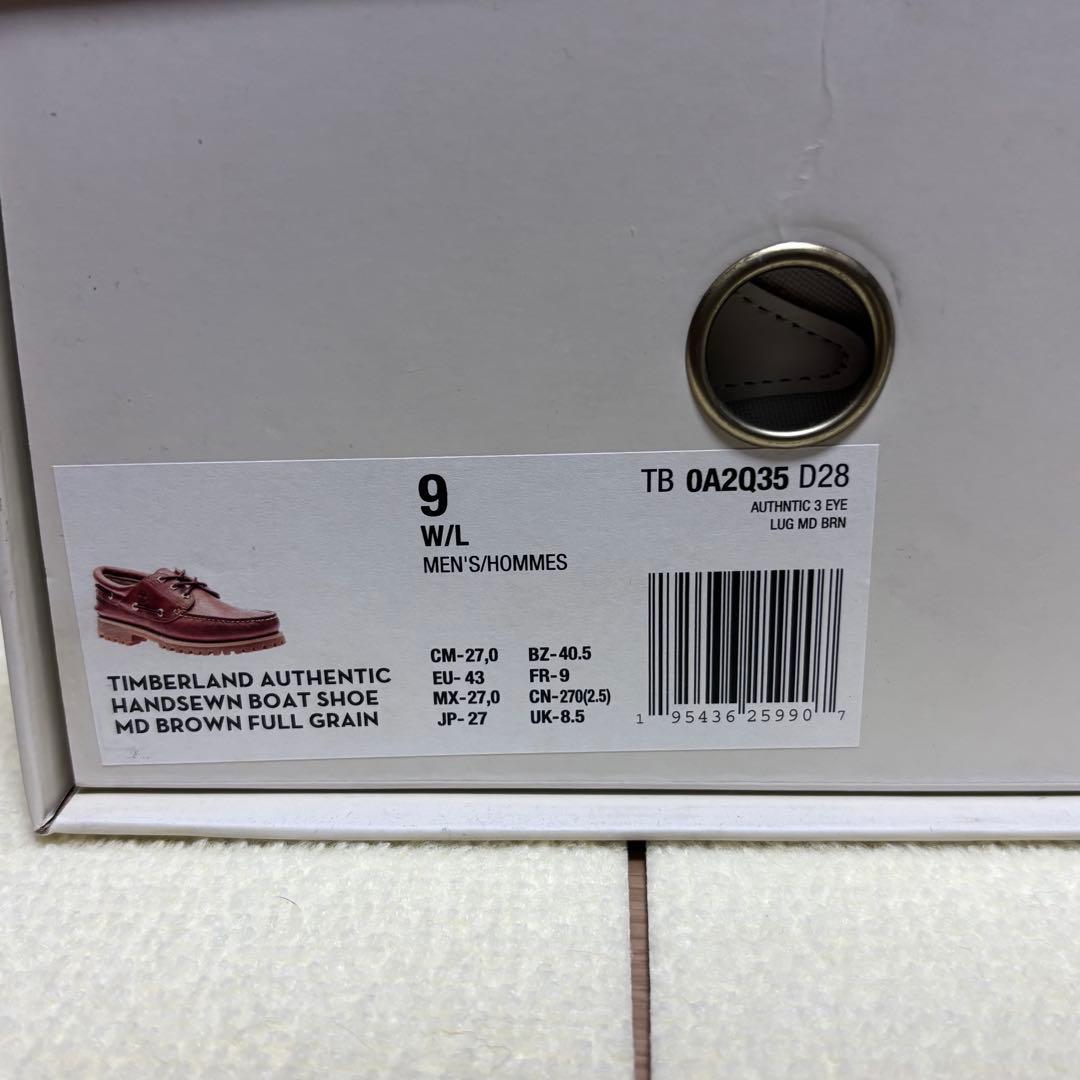 9
W/L
MEN'S/HOMMES
TB 0A2Q35 D28
AUTHNTIC 3 EYE
LUG MD BRN
TIMBERLAND AUTHENTIC
HANDSEWN BOAT SHOE
MD BROWN FULL GRAIN
CM-27,0 BZ-40.5
EU-43 FR-9
MX-27,0 CN-270(2.5)
JP-27 UK-8.5
1 95436 25990 7